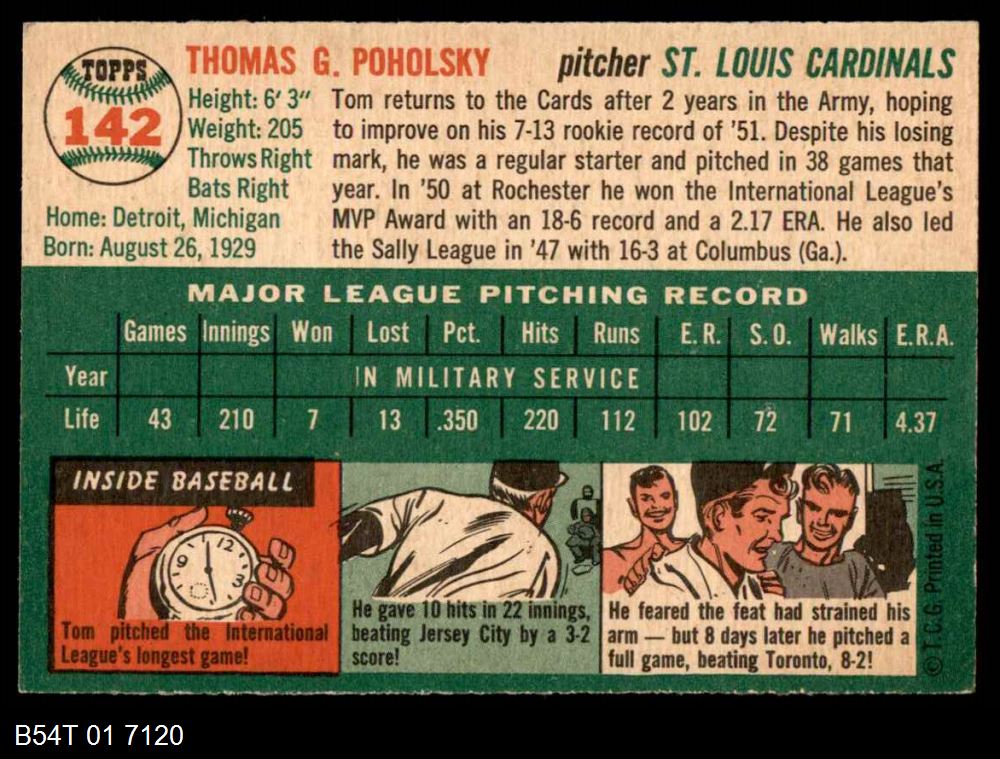 TOPPS
142
THOMAS G. POHOLSKY pitcher ST. LOUIS CARDINALS
Height: 6' 3"
Weight: 205
Throws Right
Bats Right
Home: Detroit, Michigan
Born: August 26, 1929
Tom returns to the Cards after 2 years in the Army, hoping
to improve on his 7-13 rookie record of '51. Despite his losing
mark, he was a regular starter and pitched in 38 games that
year. In '50 at Rochester he won the International League's
MVP Award with an 18-6 record and a 2.17 ERA. He also led
the Sally League in '47 with 16-3 at Columbus (Ga.).
MAJOR LEAGUE PITCHING RECORD
Games Innings Won Lost Pct. Hits Runs E.R. S.O. Walks E.R.A.
Year IN MILITARY SERVICE
Life 43 210 7 13 .350 220 112 102 72 71 4.37
INSIDE BASEBALL
12
3
6
9
Tom pitched the International
League's longest game!
He gave 10 hits in 22 innings,
beating Jersey City by a 3-2
score!
He feared the feat had strained his
arm — but 8 days later he pitched a
full game, beating Toronto, 8-2!
© T.C.G. Printed in U.S.A.
B54T 01 7120